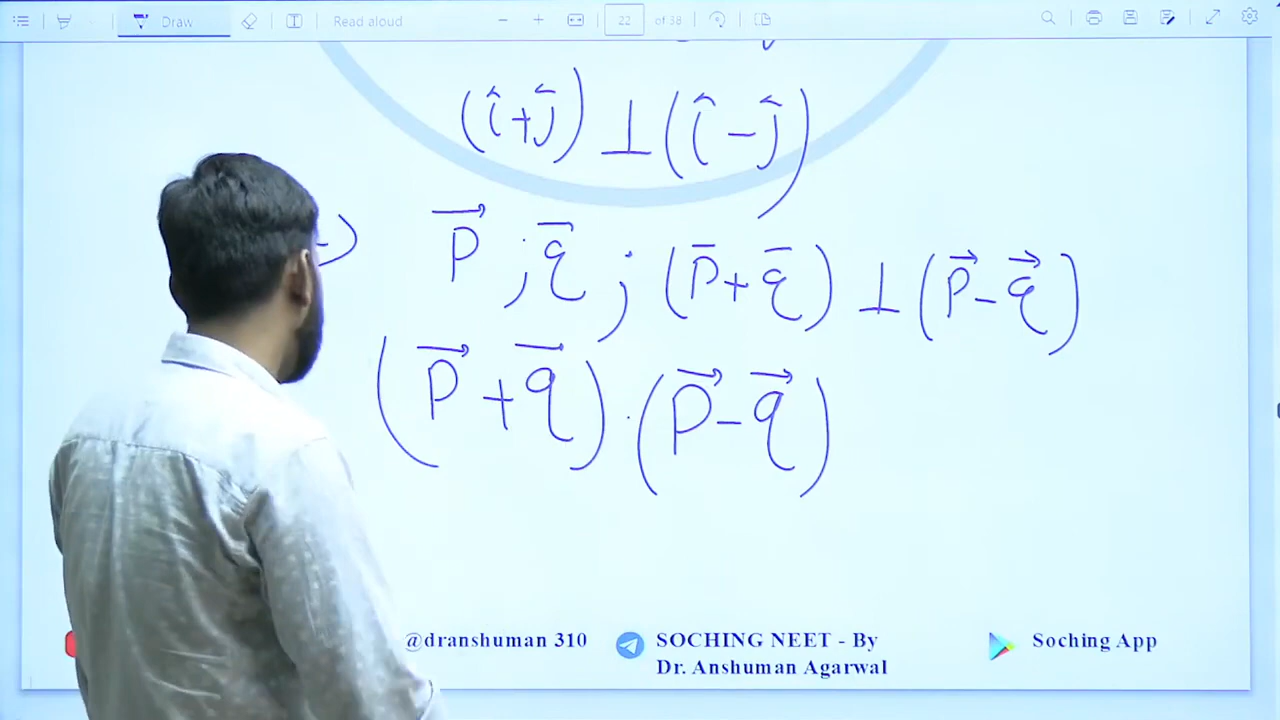 Draw Read aloud 22 of 38
(î+ĵ) ⊥ (î-ĵ)
→ p⃗ ; q̅ ; (p̅+q̅) ⊥ (p⃗-q⃗)
(p⃗+q⃗).(p⃗-q⃗)
@dranshuman 310
SOCHING NEET - By
Dr. Anshuman Agarwal
Soching App